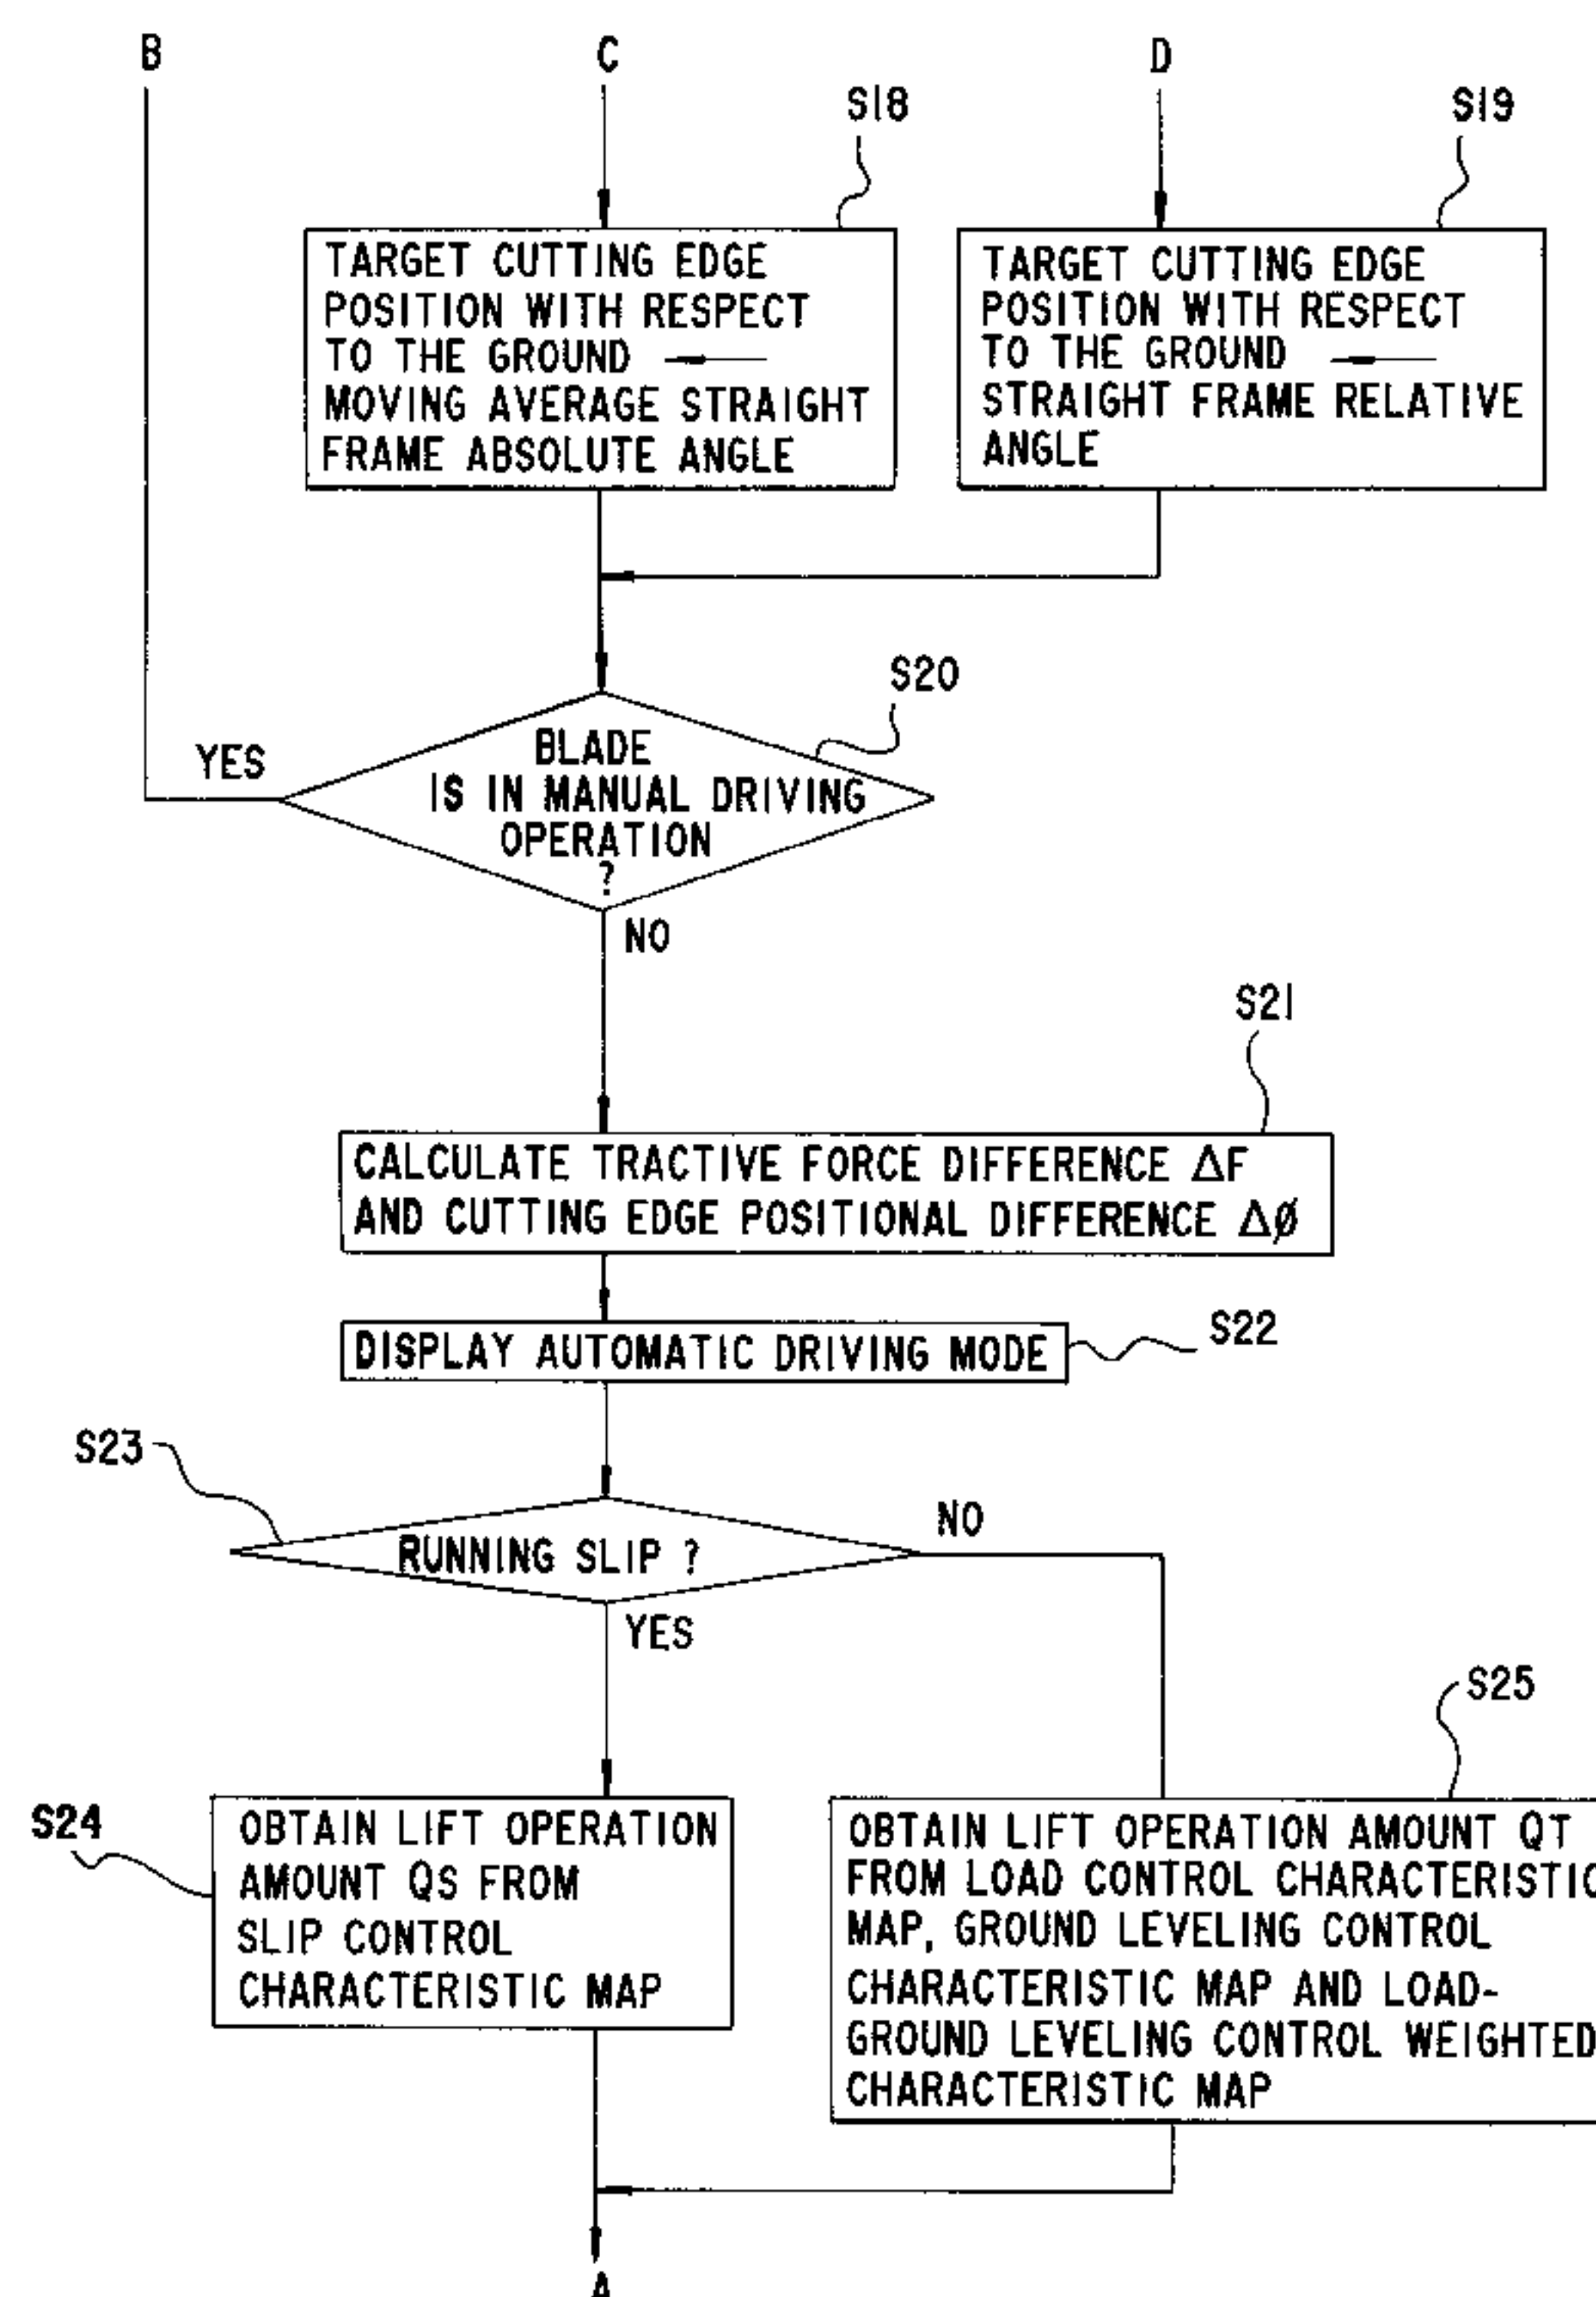 B
C
D
S18
S19
TARGET CUTTING EDGE
POSITION WITH RESPECT
TO THE GROUND ←
MOVING AVERAGE STRAIGHT
FRAME ABSOLUTE ANGLE
TARGET CUTTING EDGE
POSITION WITH RESPECT
TO THE GROUND ←
STRAIGHT FRAME RELATIVE
ANGLE
S20
YES
BLADE
IS IN MANUAL DRIVING
OPERATION
?
NO
S21
CALCULATE TRACTIVE FORCE DIFFERENCE ΔF
AND CUTTING EDGE POSITIONAL DIFFERENCE Δø
DISPLAY AUTOMATIC DRIVING MODE
S22
S23
RUNNING SLIP ?
NO
YES
S24
OBTAIN LIFT OPERATION
AMOUNT QS FROM
SLIP CONTROL
CHARACTERISTIC MAP
S25
OBTAIN LIFT OPERATION AMOUNT QT
FROM LOAD CONTROL CHARACTERISTIC
MAP, GROUND LEVELING CONTROL
CHARACTERISTIC MAP AND LOAD-
GROUND LEVELING CONTROL WEIGHTED
CHARACTERISTIC MAP
A